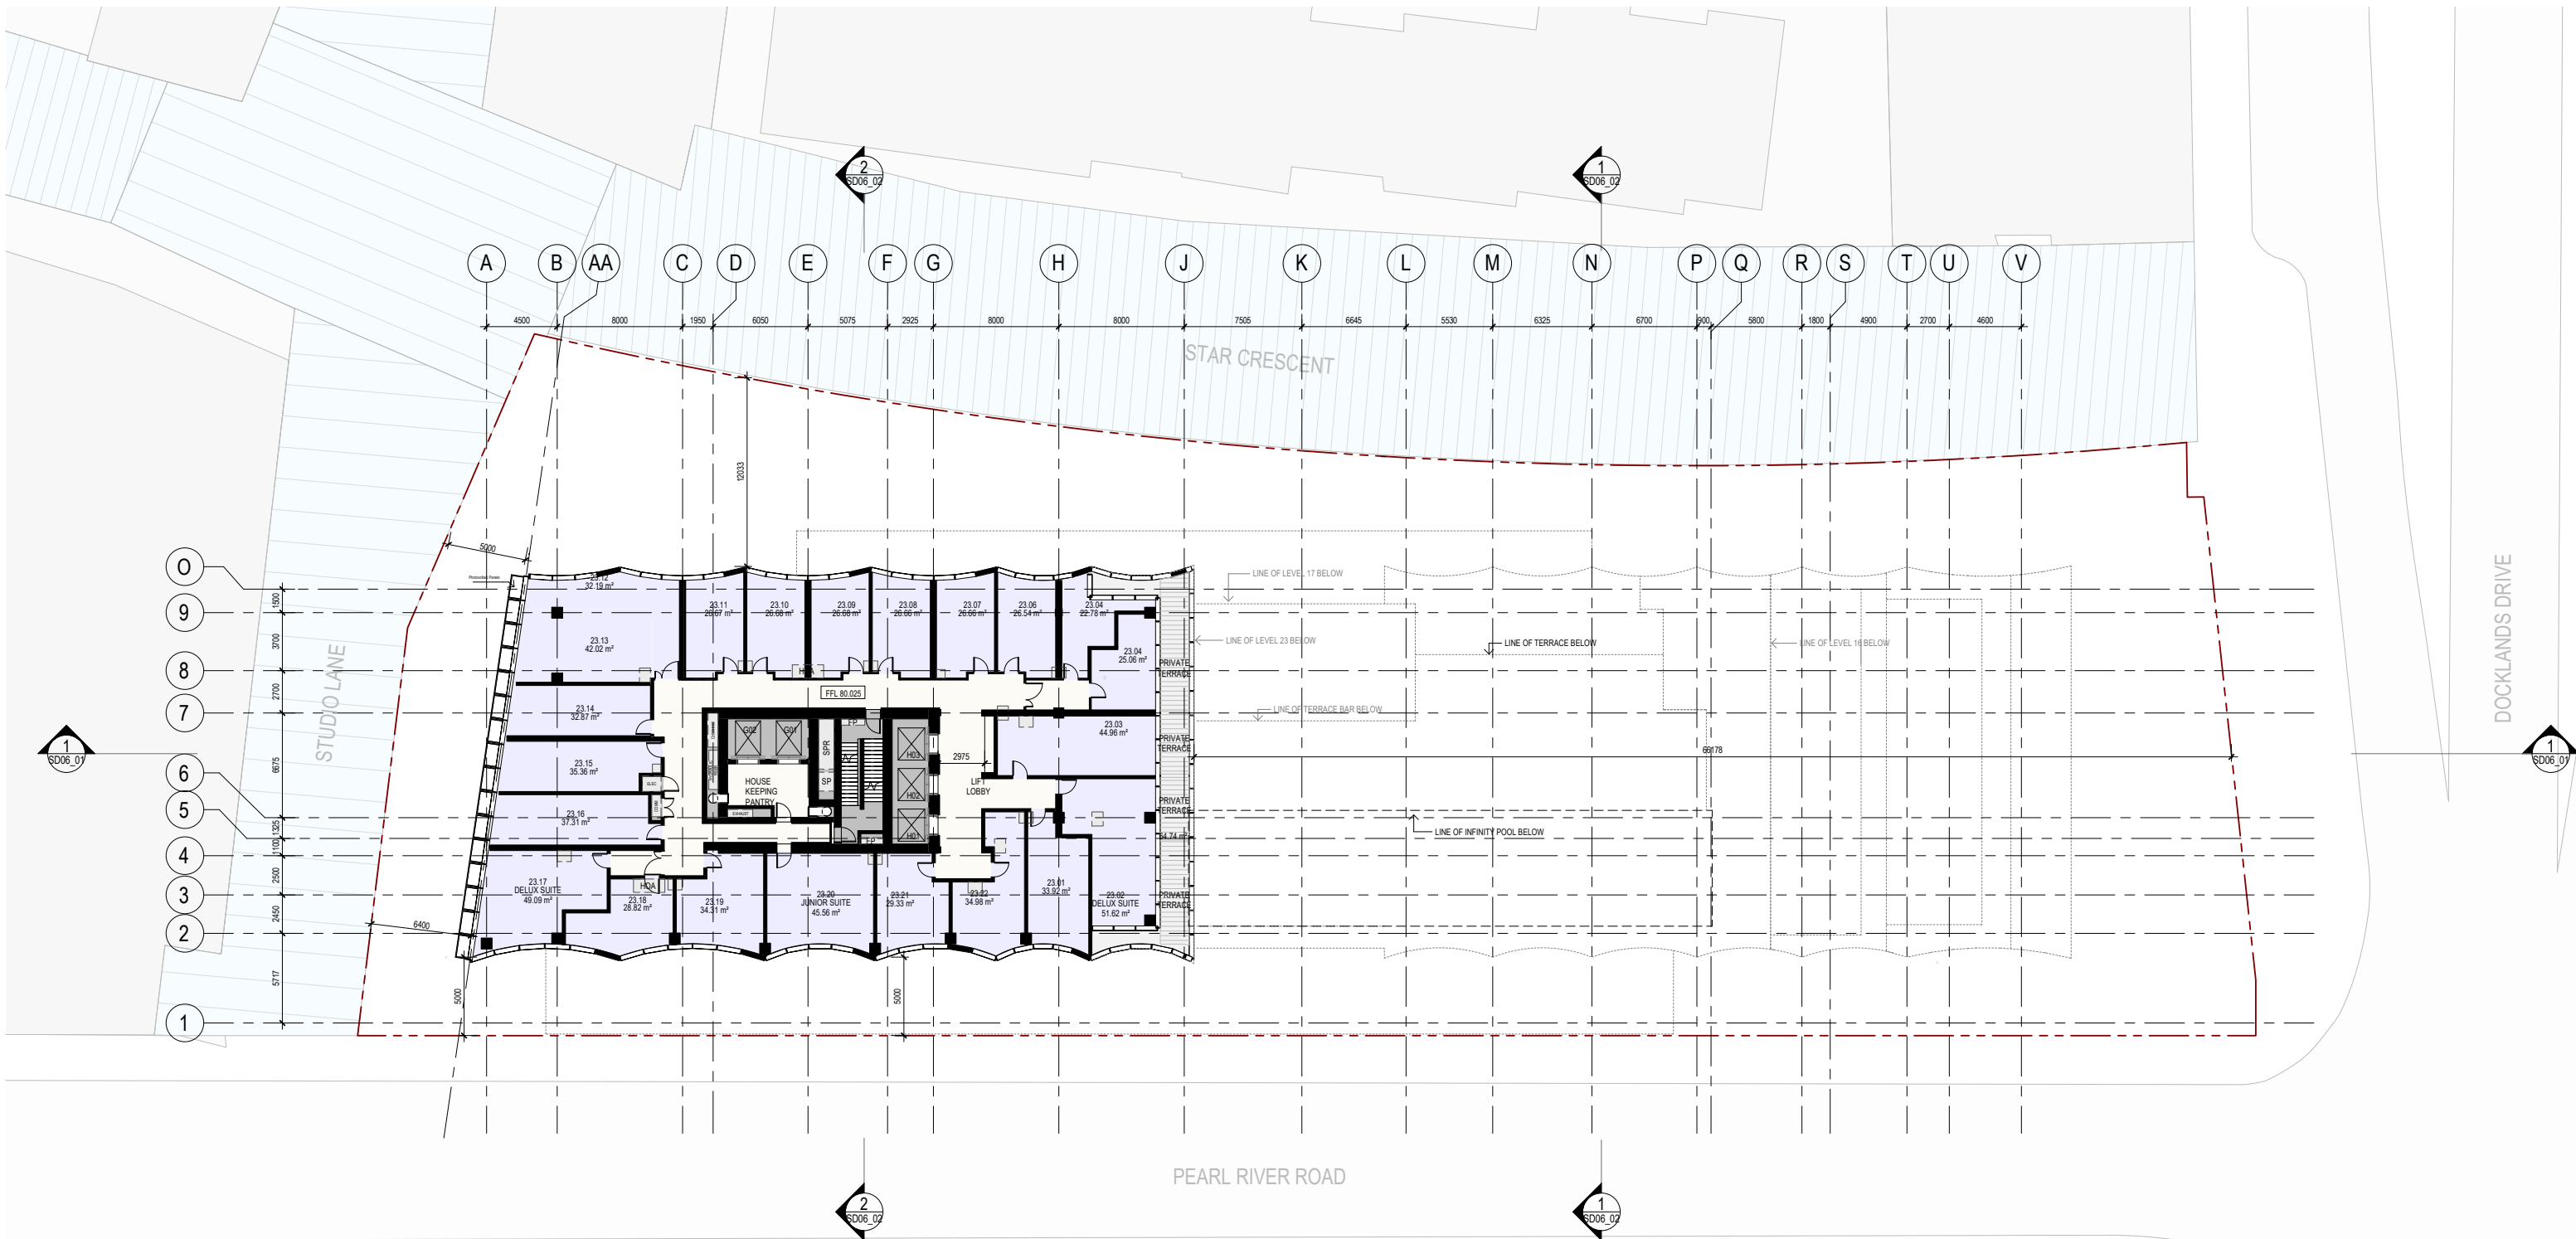 2
SD06_02
1
SD06_02
A
B
AA
C
D
E
F
G
H
J
K
L
M
N
P
Q
R
S
T
U
V
4500
8000
1950
6050
5075
2925
8000
8000
7505
6645
5530
6325
6700
900
5800
1800
4900
2700
4600
STAR CRESCENT
12033
5000
O
9
8
7
6
5
4
3
2
1
1500
3700
2700
6675
1325
1100
2500
2450
5717
STUDIO LANE
DOCKLANDS DRIVE
1
SD06_01
1
SD06_01
23.12
32.19 m²
23.11
26.67 m²
23.10
26.68 m²
23.09
26.68 m²
23.08
26.66 m²
23.07
26.66 m²
23.06
26.54 m²
23.04
22.78 m²
23.13
42.02 m²
23.04
25.06 m²
LINE OF LEVEL 17 BELOW
LINE OF LEVEL 23 BELOW
LINE OF TERRACE BELOW
LINE OF LEVEL 16 BELOW
PRIVATE
TERRACE
FFL 80.025
23.14
32.87 m²
LINE OF TERRACE BAR BELOW
G02
G01
FP
SPR
H03
2975
23.03
44.96 m²
PRIVATE
TERRACE
66178
23.15
35.36 m²
ELEC
HOUSE
KEEPING
PANTRY
SP
H02
LIFT
LOBBY
PRIVATE
TERRACE
23.16
37.31 m²
COMM
EXHAUST
H01
FP
LINE OF INFINITY POOL BELOW
23.17
DELUX SUITE
49.09 m²
HOA
23.18
28.82 m²
23.19
34.31 m²
23.20
JUNIOR SUITE
45.56 m²
23.21
29.33 m²
23.22
34.98 m²
23.01
33.92 m²
23.02
DELUX SUITE
51.62 m²
PRIVATE
TERRACE
6400
5000
5000
PEARL RIVER ROAD
2
SD06_02
1
SD06_02